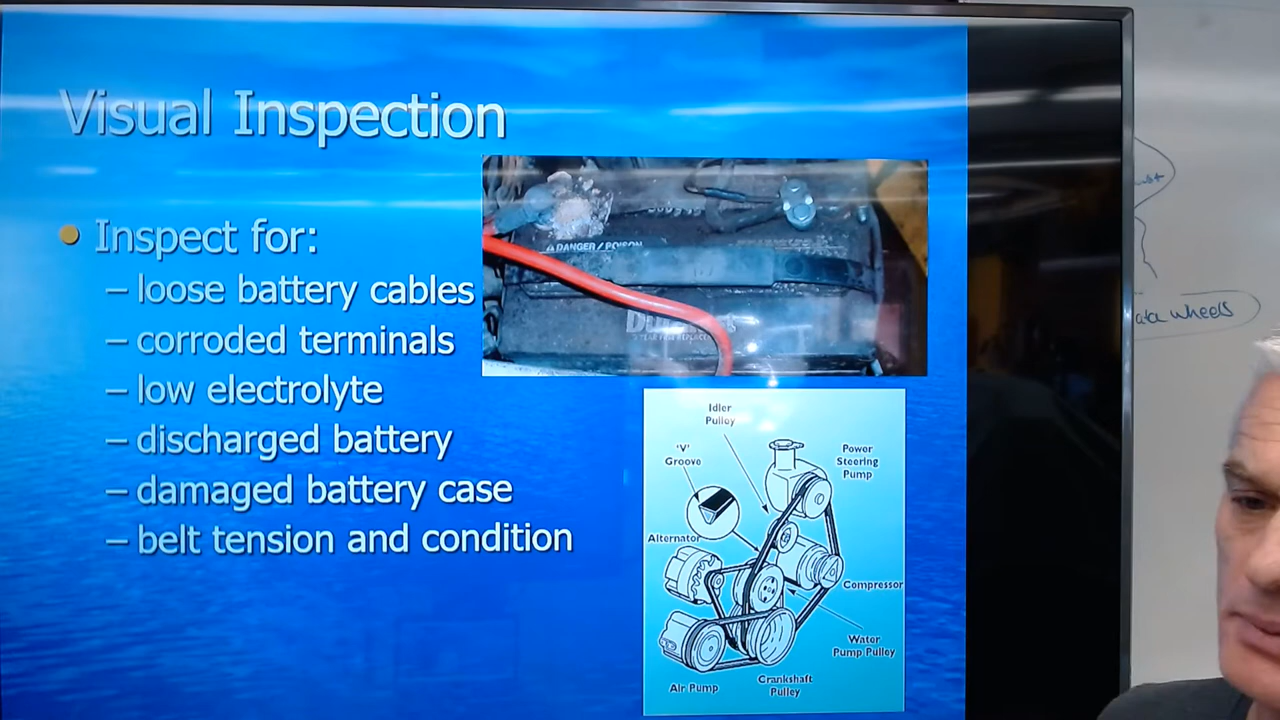 Visual Inspection
Inspect for:
– loose battery cables
– corroded terminals
– low electrolyte
– discharged battery
– damaged battery case
– belt tension and condition
DANGER / POISON
Idler
Pulley
'V'
Groove
Power
Steering
Pump
Alternator
Compressor
Water
Pump Pulley
Air Pump
Crankshaft
Pulley
wheels